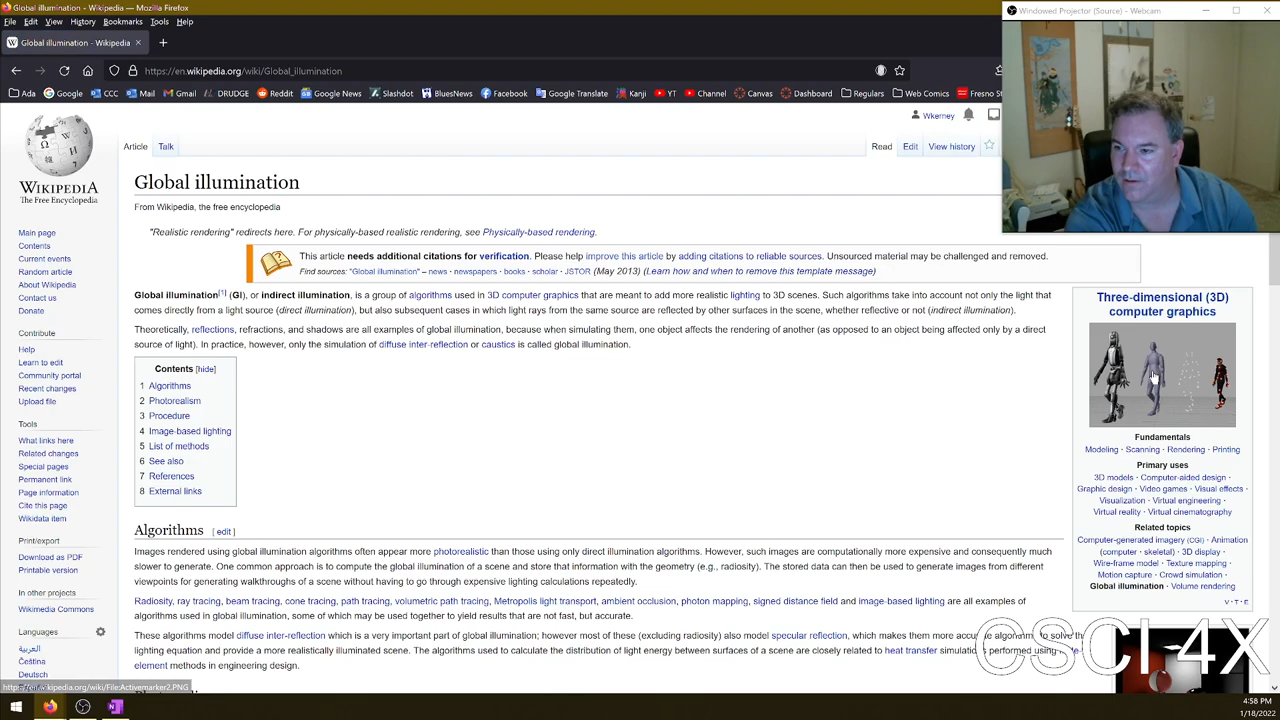 Global illumination - Wikipedia — Mozilla Firefox
File Edit View History Bookmarks Tools Help
Windowed Projector (Source) - Webcam
Global illumination - Wikipedia
https://en.wikipedia.org/wiki/Global_illumination
Ada Google CCC Mail Gmail DRUDGE Reddit Google News Slashdot BluesNews Facebook Google Translate Kanji YT Channel Canvas Dashboard Regulars Web Comics Fresno St
Wkerney
Article Talk Read Edit View history
WIKIPEDIA
The Free Encyclopedia
Main page
Contents
Current events
Random article
About Wikipedia
Contact us
Donate
Contribute
Help
Learn to edit
Community portal
Recent changes
Upload file
Tools
What links here
Related changes
Special pages
Permanent link
Page information
Cite this page
Wikidata item
Print/export
Download as PDF
Printable version
In other projects
Wikimedia Commons
Languages
العربية
Čeština
Deutsch
Global illumination
From Wikipedia, the free encyclopedia
"Realistic rendering" redirects here. For physically-based realistic rendering, see Physically-based rendering.
This article needs additional citations for verification. Please help improve this article by adding citations to reliable sources. Unsourced material may be challenged and removed.
Find sources: "Global illumination" – news · newspapers · books · scholar · JSTOR (May 2013) (Learn how and when to remove this template message)
Global illumination[1] (GI), or indirect illumination, is a group of algorithms used in 3D computer graphics that are meant to add more realistic lighting to 3D scenes. Such algorithms take into account not only the light that
comes directly from a light source (direct illumination), but also subsequent cases in which light rays from the same source are reflected by other surfaces in the scene, whether reflective or not (indirect illumination).
Theoretically, reflections, refractions, and shadows are all examples of global illumination, because when simulating them, one object affects the rendering of another (as opposed to an object being affected only by a direct
source of light). In practice, however, only the simulation of diffuse inter-reflection or caustics is called global illumination.
Contents [hide]
1 Algorithms
2 Photorealism
3 Procedure
4 Image-based lighting
5 List of methods
6 See also
7 References
8 External links
Algorithms [ edit ]
Images rendered using global illumination algorithms often appear more photorealistic than those using only direct illumination algorithms. However, such images are computationally more expensive and consequently much
slower to generate. One common approach is to compute the global illumination of a scene and store that information with the geometry (e.g., radiosity). The stored data can then be used to generate images from different
viewpoints for generating walkthroughs of a scene without having to go through expensive lighting calculations repeatedly.
Radiosity, ray tracing, beam tracing, cone tracing, path tracing, volumetric path tracing, Metropolis light transport, ambient occlusion, photon mapping, signed distance field and image-based lighting are all examples of
algorithms used in global illumination, some of which may be used together to yield results that are not fast, but accurate.
These algorithms model diffuse inter-reflection which is a very important part of global illumination; however most of these (excluding radiosity) also model specular reflection, which makes them more accurate algorithms to solve the
lighting equation and provide a more realistically illuminated scene. The algorithms used to calculate the distribution of light energy between surfaces of a scene are closely related to heat transfer simulations performed using
element methods in engineering design.
Three-dimensional (3D)
computer graphics
Fundamentals
Modeling · Scanning · Rendering · Printing
Primary uses
3D models · Computer-aided design ·
Graphic design · Video games · Visual effects ·
Visualization · Virtual engineering ·
Virtual reality · Virtual cinematography
Related topics
Computer-generated imagery (CGI) · Animation
(computer · skeletal) · 3D display ·
Wire-frame model · Texture mapping ·
Motion capture · Crowd simulation ·
Global illumination · Volume rendering
V · T · E
CSCI 4X
https://en.wikipedia.org/wiki/File:Activemarker2.PNG
4:58 PM
1/18/2022